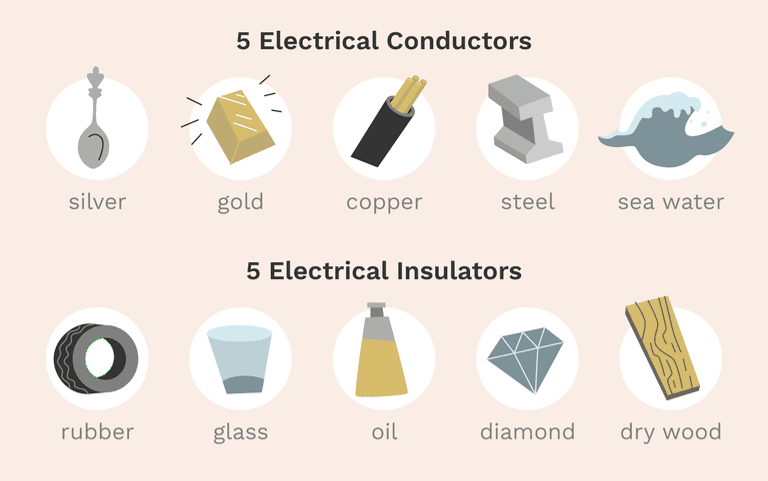 5 Electrical Conductors
silver gold copper steel sea water
5 Electrical Insulators
rubber glass oil diamond dry wood